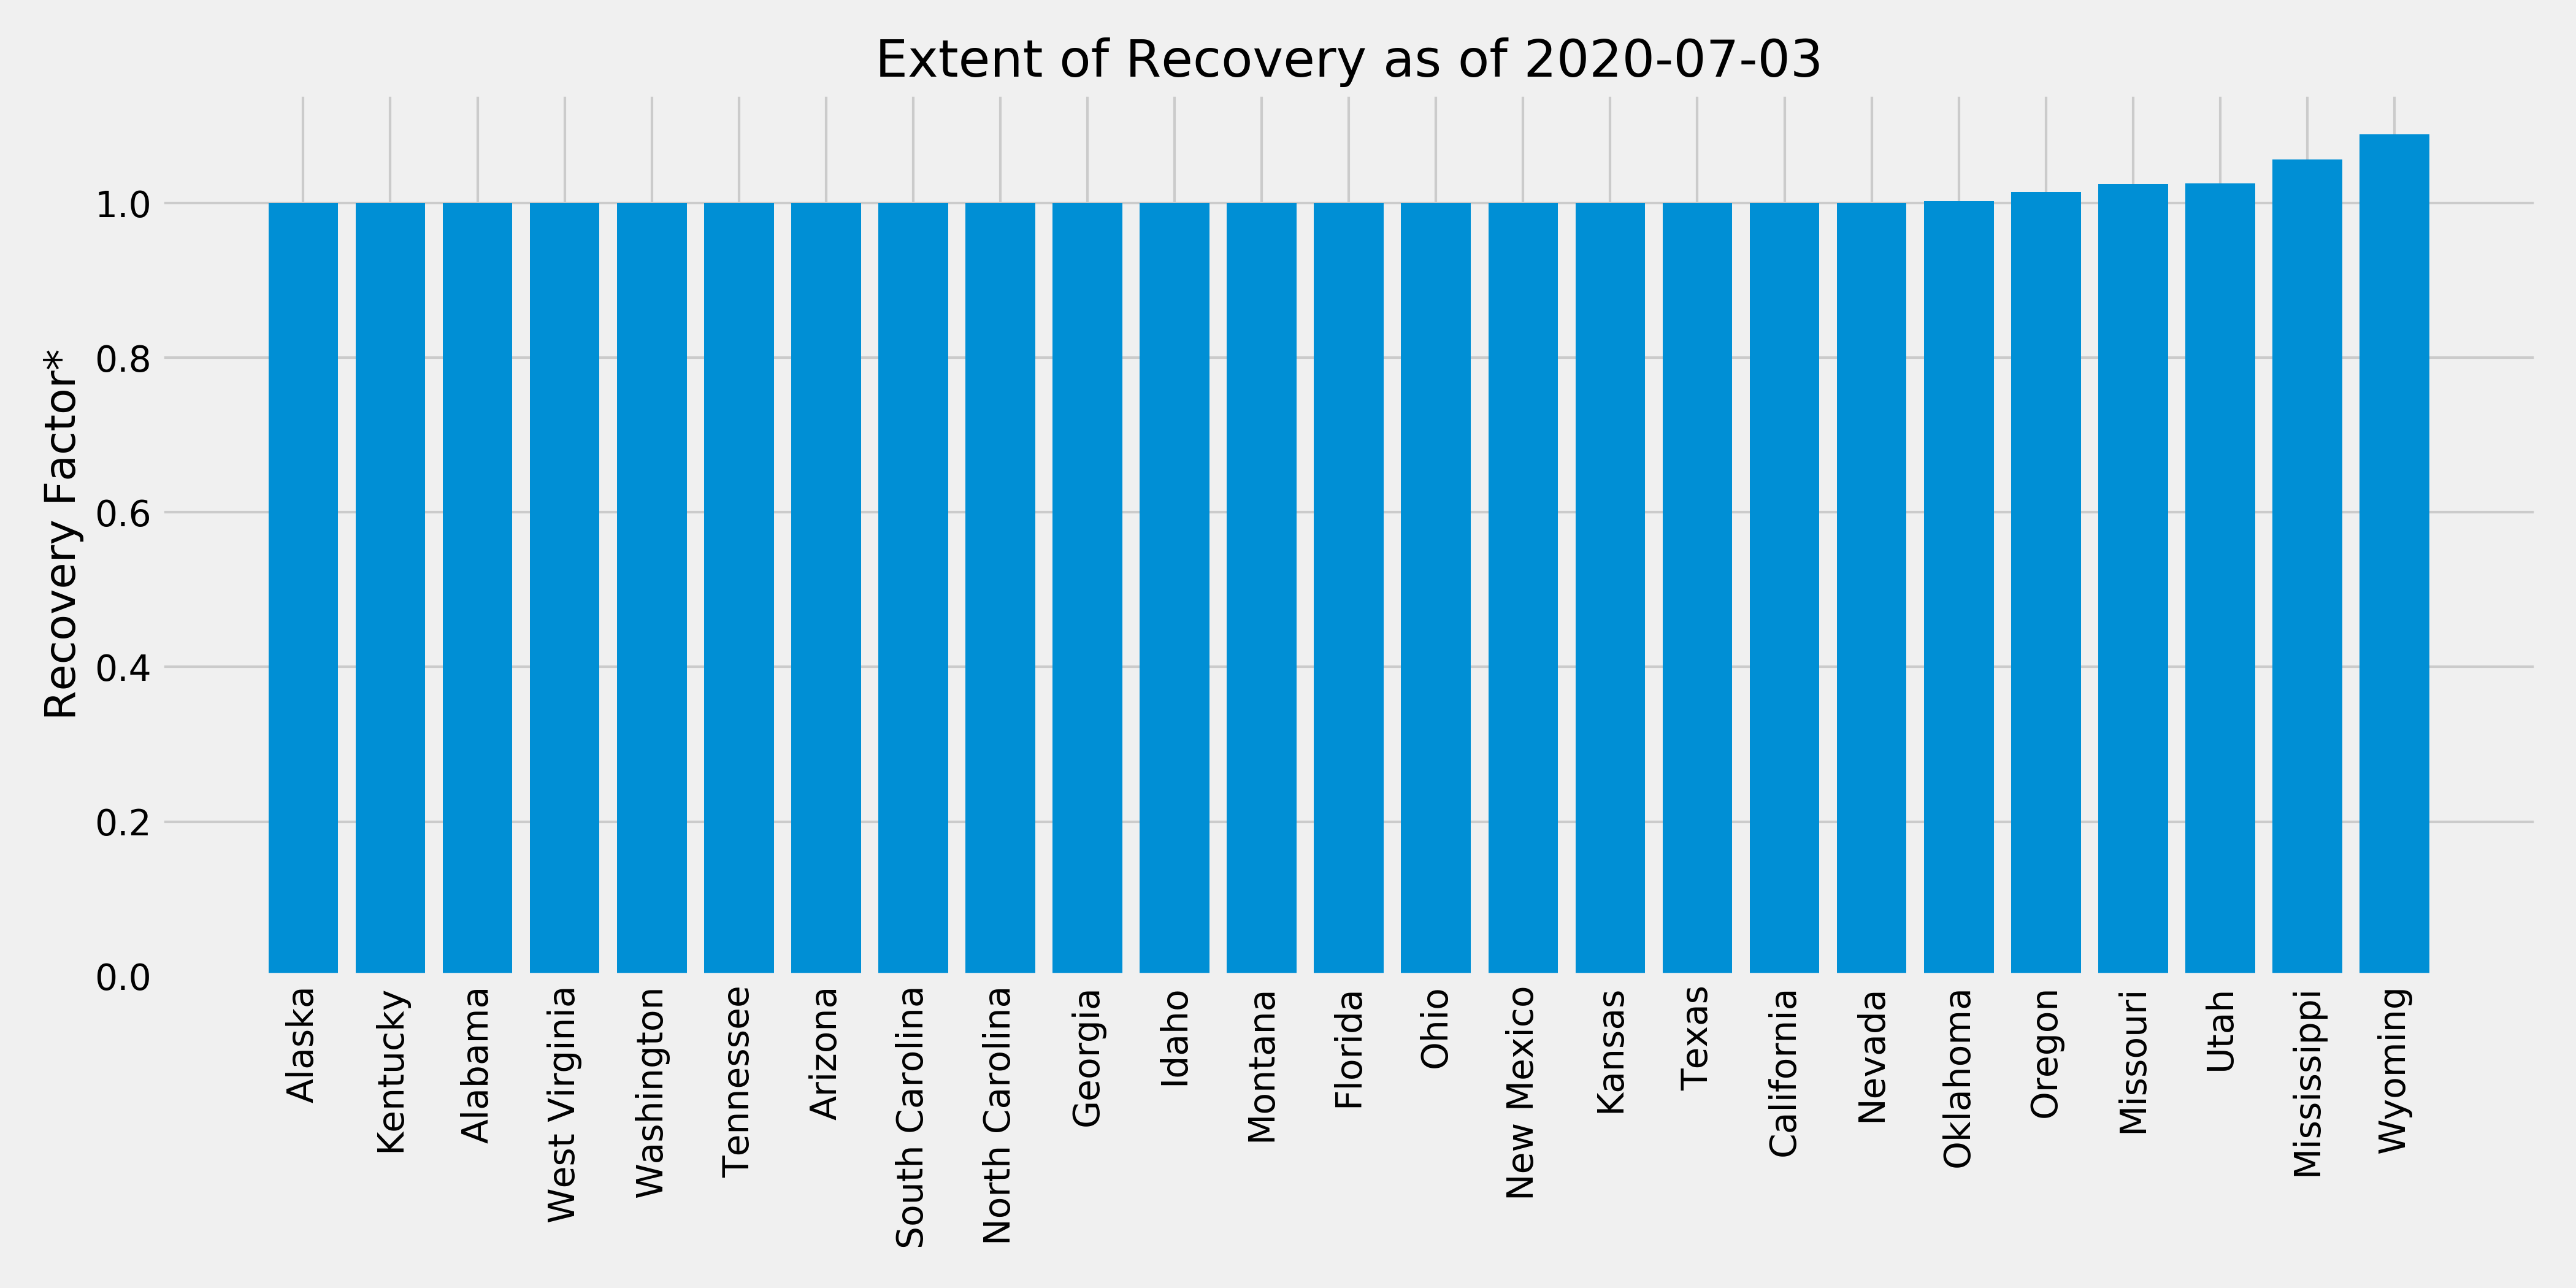 Extent of Recovery as of 2020-07-03
Recovery Factor*
1.0
0.8
0.6
0.4
0.2
0.0
Alaska
Kentucky
Alabama
West Virginia
Washington
Tennessee
Arizona
South Carolina
North Carolina
Georgia
Idaho
Montana
Florida
Ohio
New Mexico
Kansas
Texas
California
Nevada
Oklahoma
Oregon
Missouri
Utah
Mississippi
Wyoming